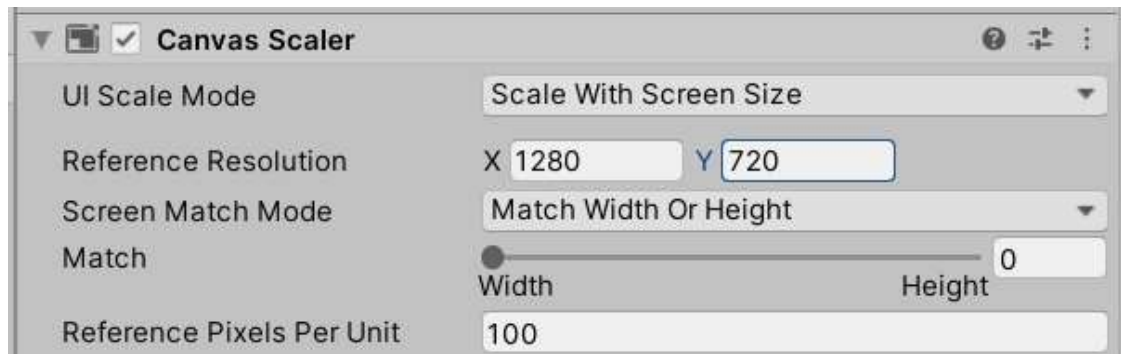 Canvas Scaler
UI Scale Mode Scale With Screen Size
Reference Resolution X 1280 Y 720
Screen Match Mode Match Width Or Height
Match 0
Width Height
Reference Pixels Per Unit 100